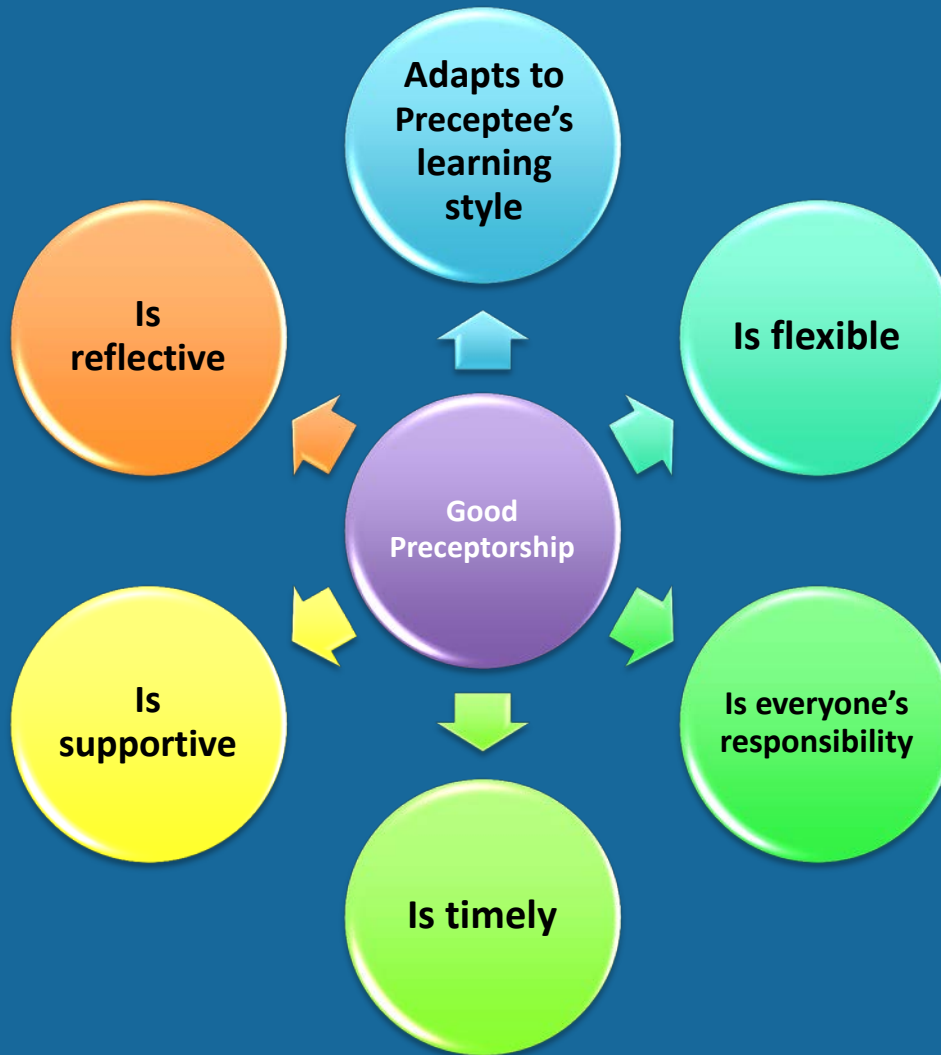 Adapts to
Preceptee’s
learning
style
Is flexible
Is everyone’s
responsibility
Is timely
Is
supportive
Is
reflective
Good
Preceptorship